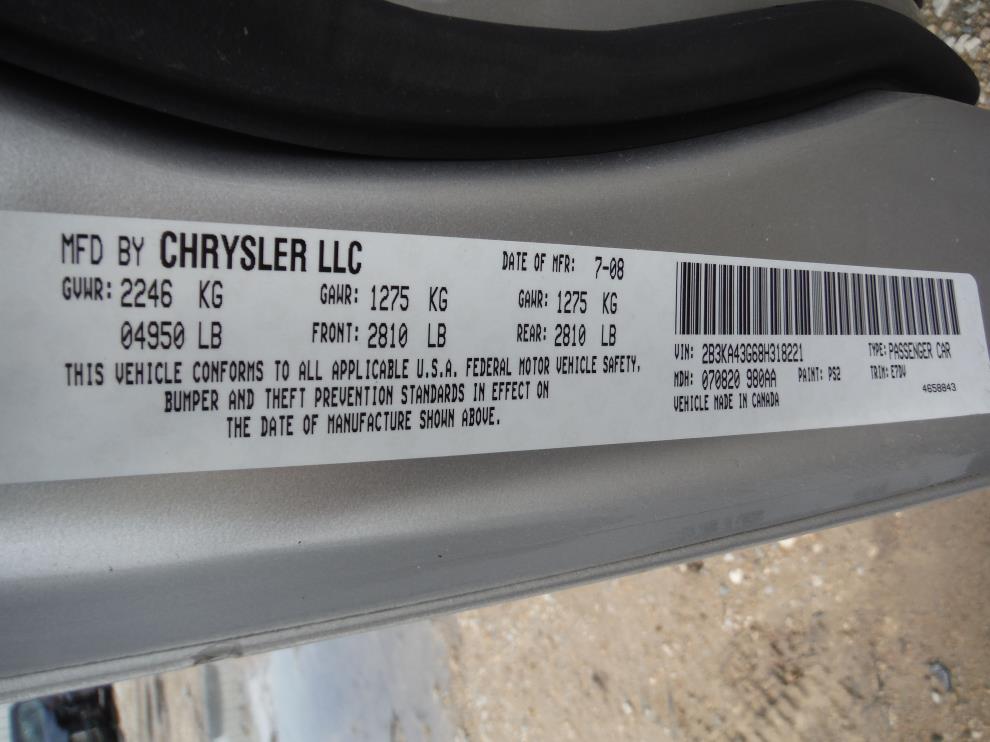 MFD BY CHRYSLER LLC DATE OF MFR: 7-08
GVWR: 2246 KG GAWR: 1275 KG GAWR: 1275 KG
04950 LB FRONT: 2810 LB REAR: 2810 LB
THIS VEHICLE CONFORMS TO ALL APPLICABLE U.S.A. FEDERAL MOTOR VEHICLE SAFETY,
BUMPER AND THEFT PREVENTION STANDARDS IN EFFECT ON
THE DATE OF MANUFACTURE SHOWN ABOVE.
VIN: 2B3KA43G68H318221 TYPE: PASSENGER CAR
MDH: 070820 980AA PAINT: PS2 TRIM: E7DV
VEHICLE MADE IN CANADA 4658843